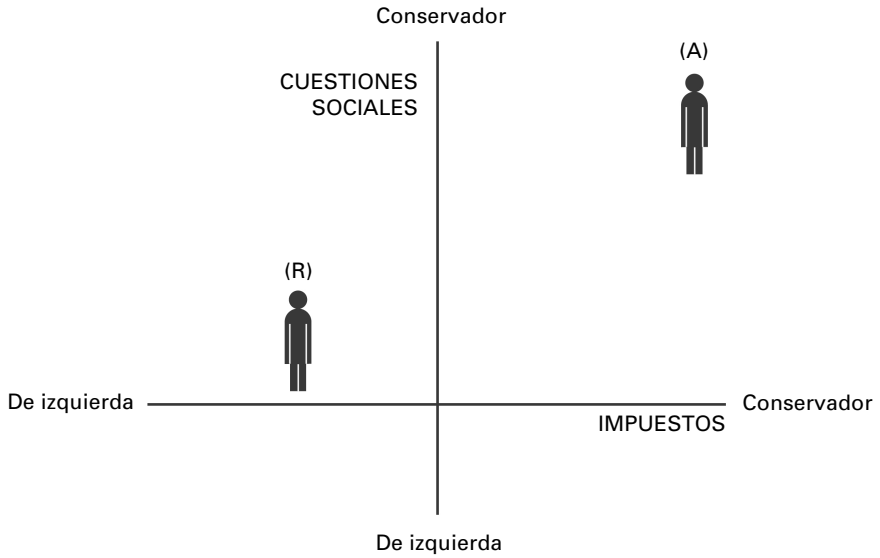 Conservador
(A)
CUESTIONES
SOCIALES
(R)
De izquierda
Conservador
IMPUESTOS
De izquierda